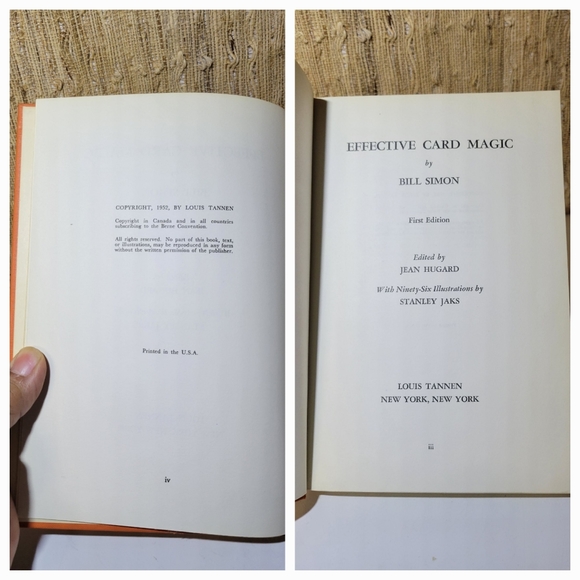 COPYRIGHT, 1952, BY LOUIS TANNEN
Copyright in Canada and in all countries
subscribing to the Berne Convention.
All rights reserved. No part of this book, text,
or illustrations, may be reproduced in any form
without the written permission of the publisher.
Printed in the U.S.A.
iv
EFFECTIVE CARD MAGIC
by
BILL SIMON
First Edition
Edited by
JEAN HUGARD
With Ninety-Six Illustrations by
STANLEY JAKS
LOUIS TANNEN
NEW YORK, NEW YORK
iii